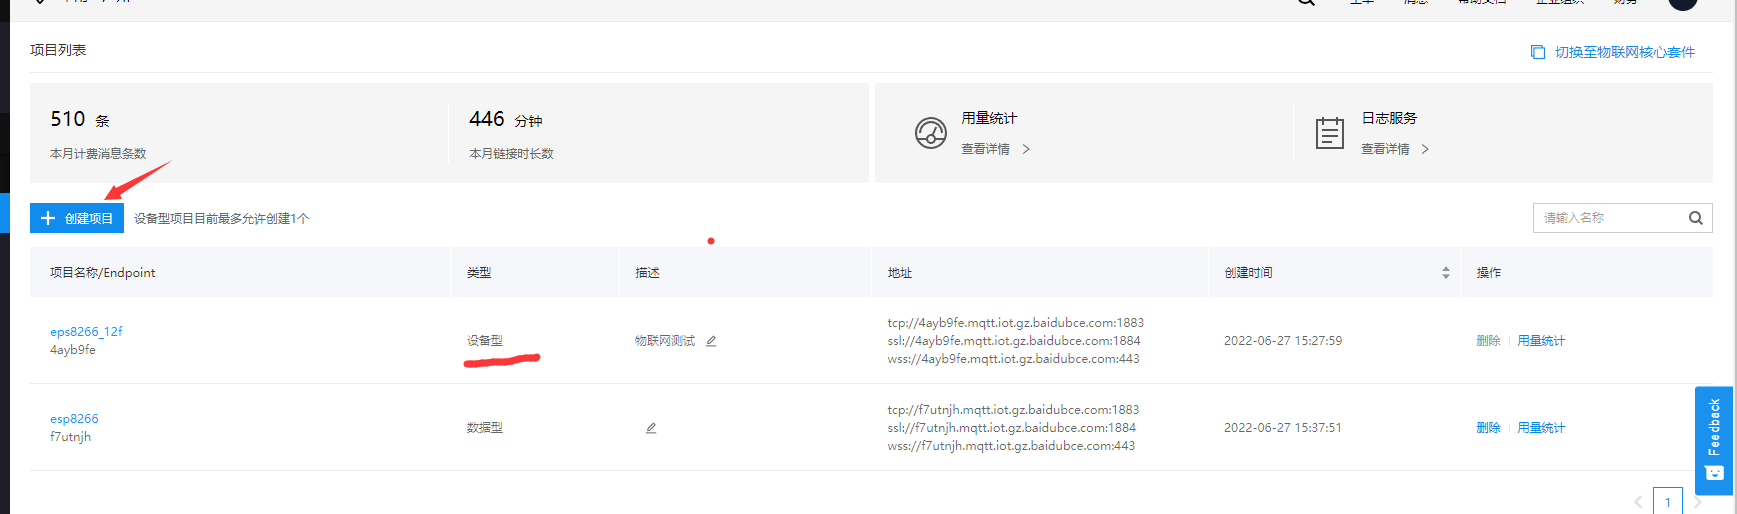 项目列表
切换至物联网核心套件
510 条
446 分钟
本月计费消息条数
本月链接时长数
用量统计
查看详情
日志服务
查看详情
创建项目
设备型项目目前最多允许创建1个
请输入名称
项目名称/Endpoint 类型 描述 地址 创建时间 操作
eps8266_12f
4ayb9fe
设备型
物联网测试
tcp://4ayb9fe.mqtt.iot.gz.baidubce.com:1883
ssl://4ayb9fe.mqtt.iot.gz.baidubce.com:1884
wss://4ayb9fe.mqtt.iot.gz.baidubce.com:443
2022-06-27 15:27:59
删除 用量统计
esp8266
f7utnjh
数据型
tcp://f7utnjh.mqtt.iot.gz.baidubce.com:1883
ssl://f7utnjh.mqtt.iot.gz.baidubce.com:1884
wss://f7utnjh.mqtt.iot.gz.baidubce.com:443
2022-06-27 15:37:51
删除 用量统计
Feedback
1